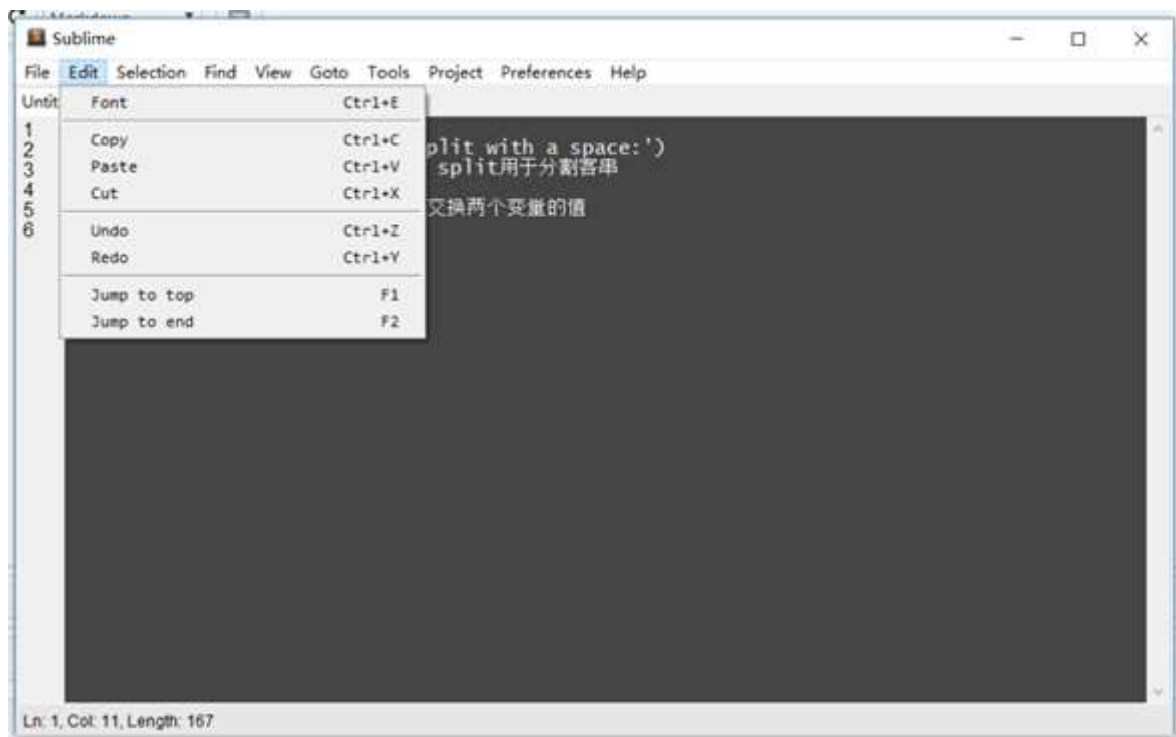 Markdown
Sublime
File Edit Selection Find View Goto Tools Project Preferences Help
Untit
Font Ctrl+E
Copy Ctrl+C
Paste Ctrl+V
Cut Ctrl+X
Undo Ctrl+Z
Redo Ctrl+Y
Jump to top F1
Jump to end F2
1
2
3
4
5
6
plit with a space:')
split用于分割客串
交换两个变量的值
Ln: 1, Col: 11, Length: 167